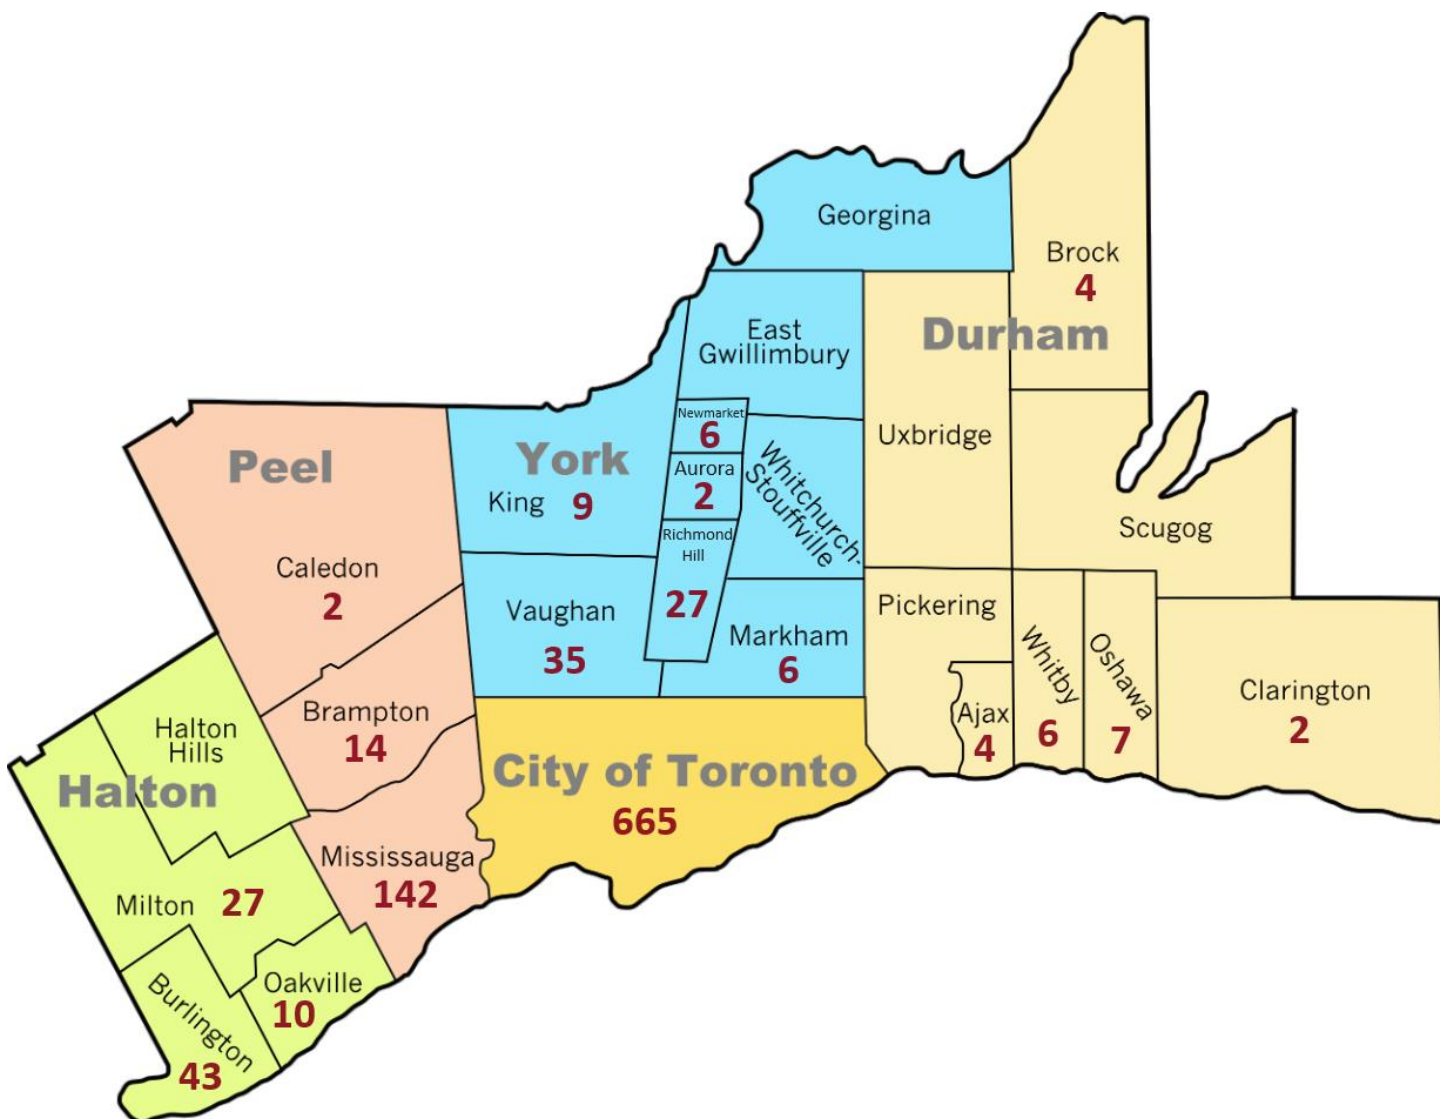 Georgina
Brock
4
Durham
East
Gwillimbury
Newmarket
6
Uxbridge
Peel
York
King 9
Aurora
2
Whitchurch-
Stouffville
Scugog
Richmond
Hill
27
Caledon
2
Vaughan
35
Markham
6
Pickering
Whitby
6
Oshawa
7
Ajax
4
Clarington
2
Brampton
14
Halton
Hills
Halton
City of Toronto
665
Mississauga
142
Milton 27
Oakville
10
Burlington
43